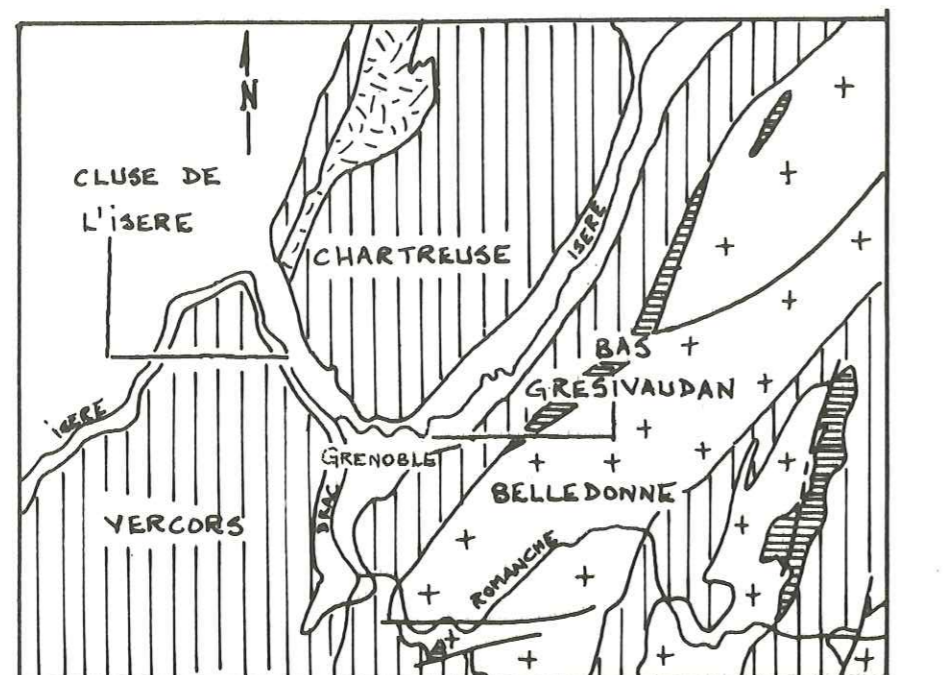 N
CLUSE DE
L'ISERE
CHARTREUSE
ISERE
BAS
GRESIVAUDAN
ISERE
GRENOBLE
BELLEDONNE
VERCORS
DRAC
ROMANCHE